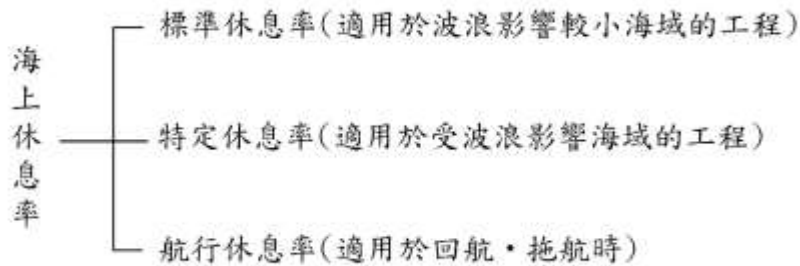 海上休息率
標準休息率(適用於波浪影響較小海域的工程)
特定休息率(適用於受波浪影響海域的工程)
航行休息率(適用於回航・拖航時)